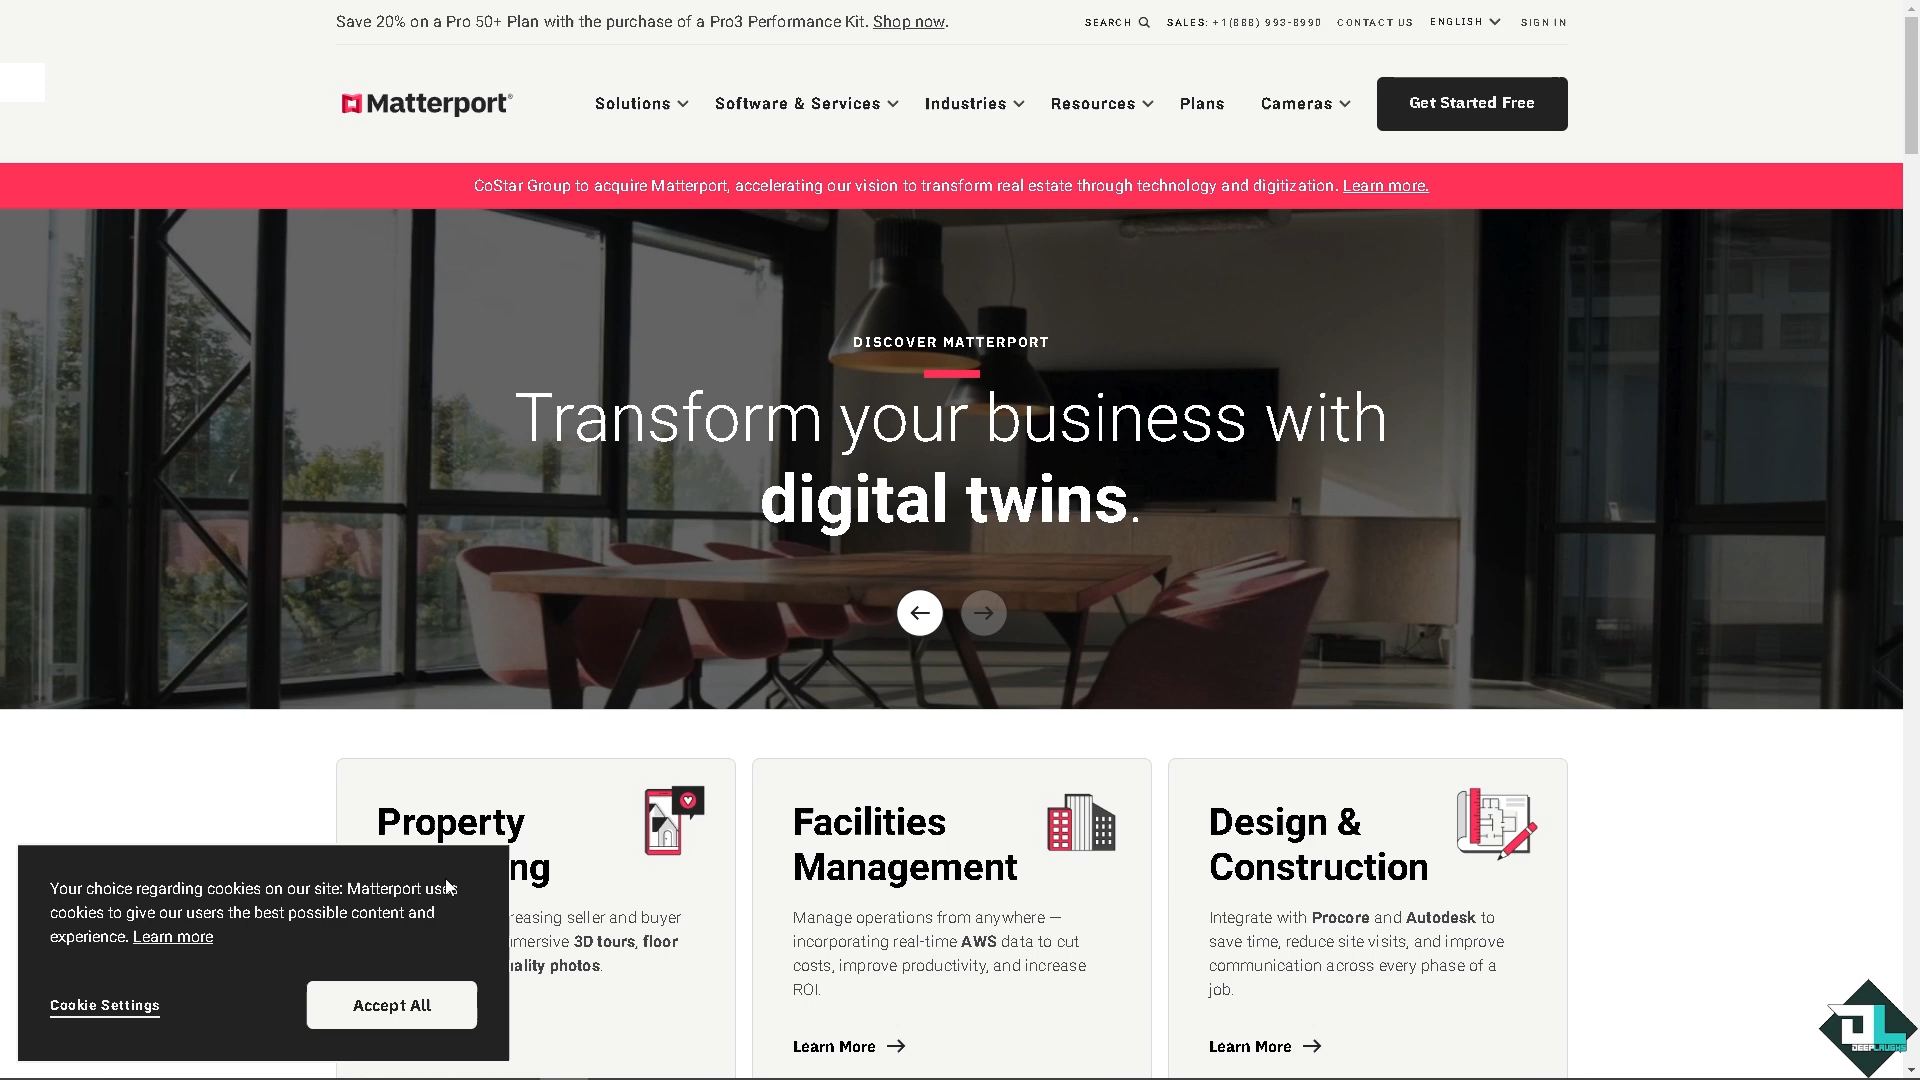 Save 20% on a Pro 50+ Plan with the purchase of a Pro3 Performance Kit. Shop now.
SEARCH SALES: +1(888) 993-8990 CONTACT US ENGLISH SIGN IN
Matterport®
Solutions Software & Services Industries Resources Plans Cameras Get Started Free
CoStar Group to acquire Matterport, accelerating our vision to transform real estate through technology and digitization. Learn more.
DISCOVER MATTERPORT
Transform your business with
digital twins.
Property
ng
reasing seller and buyer
mersive 3D tours, floor
ality photos.
Facilities
Management
Manage operations from anywhere —
incorporating real-time AWS data to cut
costs, improve productivity, and increase
ROI.
Learn More
Design &
Construction
Integrate with Procore and Autodesk to
save time, reduce site visits, and improve
communication across every phase of a
job.
Learn More
Your choice regarding cookies on our site: Matterport uses
cookies to give our users the best possible content and
experience. Learn more
Cookie Settings
Accept All
DEEPLAUGHS